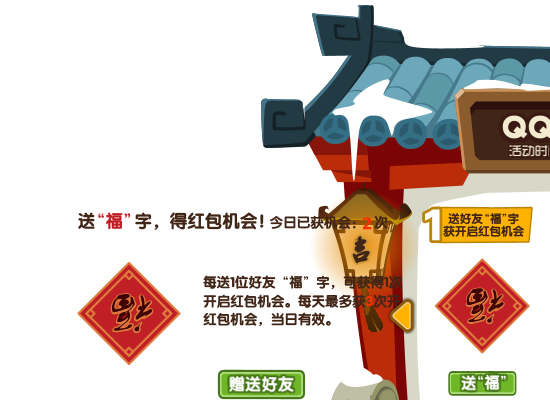 QQ
活动时
送“福”字，得红包机会！今日已获机会：2次
1
送好友“福”字
获开启红包机会
每送1位好友“福”字，可获得1次
开启红包机会。每天最多获3次开
红包机会，当日有效。
吉
福
福
赠送好友
送“福”